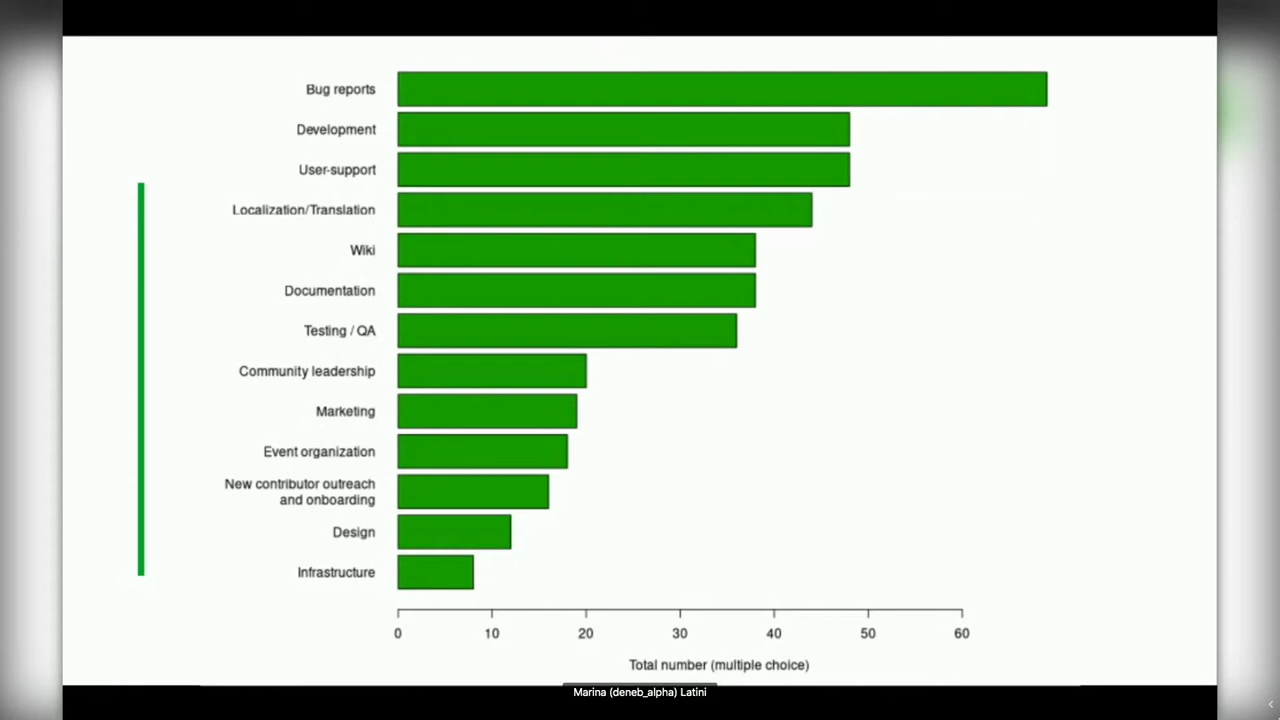 Bug reports
Development
User-support
Localization/Translation
Wiki
Documentation
Testing / QA
Community leadership
Marketing
Event organization
New contributor outreach
and onboarding
Design
Infrastructure
0 10 20 30 40 50 60
Total number (multiple choice)
Marina (deneb_alpha) Latini